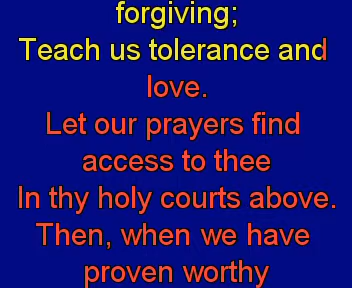 forgiving;
Teach us tolerance and
love.
Let our prayers find
access to thee
In thy holy courts above.
Then, when we have
proven worthy